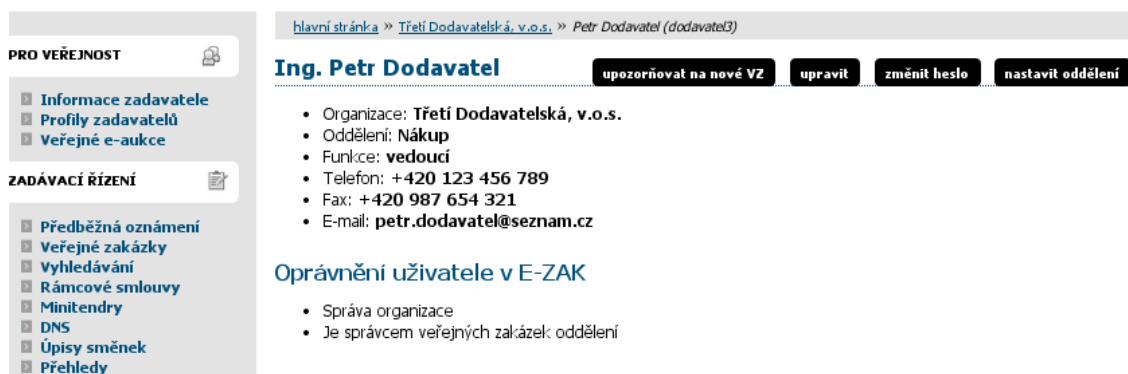 hlavní stránka » Třetí Dodavatelská, v.o.s. » Petr Dodavatel (dodavatel3)
PRO VEŘEJNOST
Informace zadavatele
Profily zadavatelů
Veřejné e-aukce
ZADÁVACÍ ŘÍZENÍ
Předběžná oznámení
Veřejné zakázky
Vyhledávání
Rámcové smlouvy
Minitendry
DNS
Úpisy směnek
Přehledy
Ing. Petr Dodavatel
upozorňovat na nové VZ
upravit
změnit heslo
nastavit oddělení
• Organizace: Třetí Dodavatelská, v.o.s.
• Oddělení: Nákup
• Funkce: vedoucí
• Telefon: +420 123 456 789
• Fax: +420 987 654 321
• E-mail: petr.dodavatel@seznam.cz
Oprávnění uživatele v E-ZAK
• Správa organizace
• Je správcem veřejných zakázek oddělení